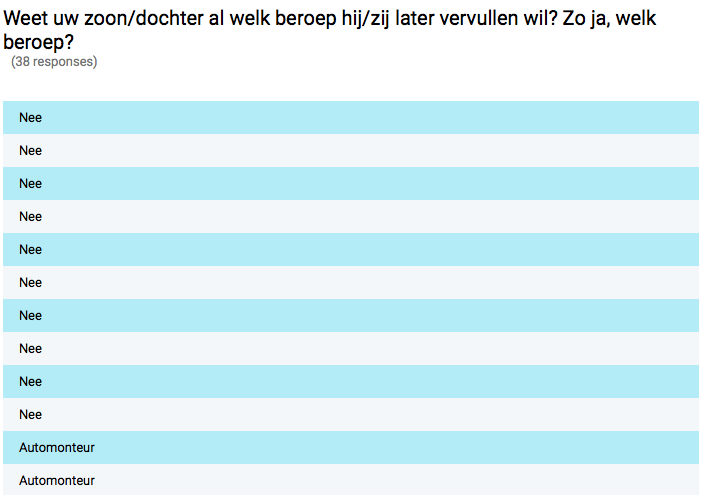 Weet uw zoon/dochter al welk beroep hij/zij later vervullen wil? Zo ja, welk
beroep?
(38 responses)
Nee
Nee
Nee
Nee
Nee
Nee
Nee
Nee
Nee
Nee
Automonteur
Automonteur